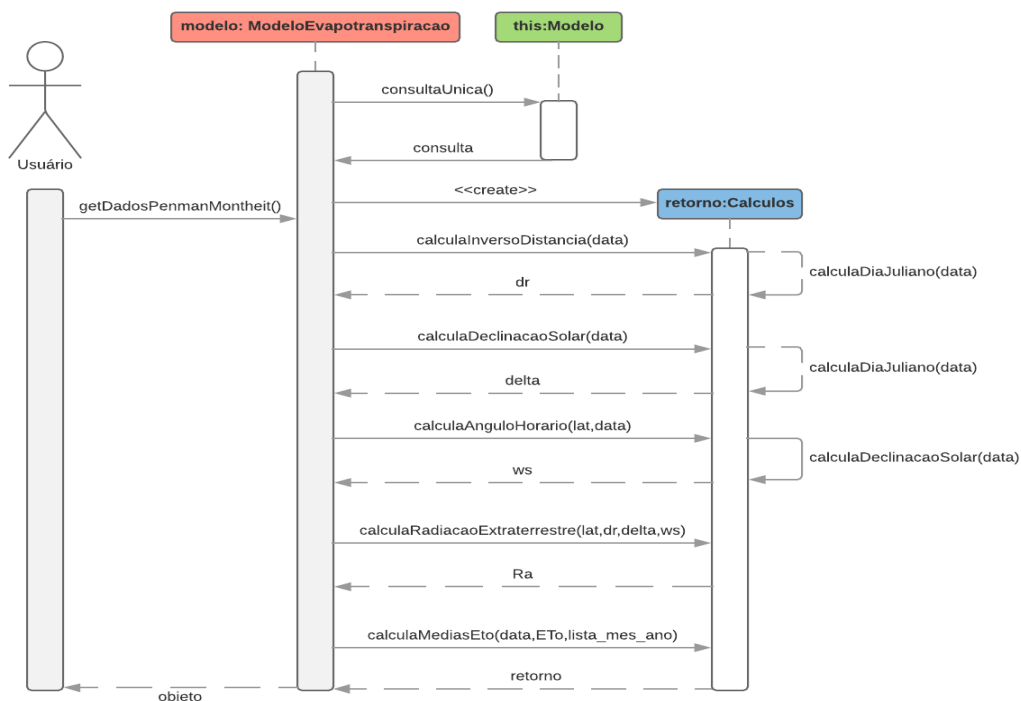 modelo: ModeloEvapotranspiracao
this:Modelo
consultaUnica()
consulta
Usuário
<<create>>
retorno:Calculos
getDadosPenmanMontheit()
calculaInversoDistancia(data)
calculaDiaJuliano(data)
dr
calculaDeclinacaoSolar(data)
calculaDiaJuliano(data)
delta
calculaAnguloHorario(lat,data)
calculaDeclinacaoSolar(data)
ws
calculaRadiacaoExtraterrestre(lat,dr,delta,ws)
Ra
calculaMediasEto(data,ETo,lista_mes_ano)
retorno
objeto